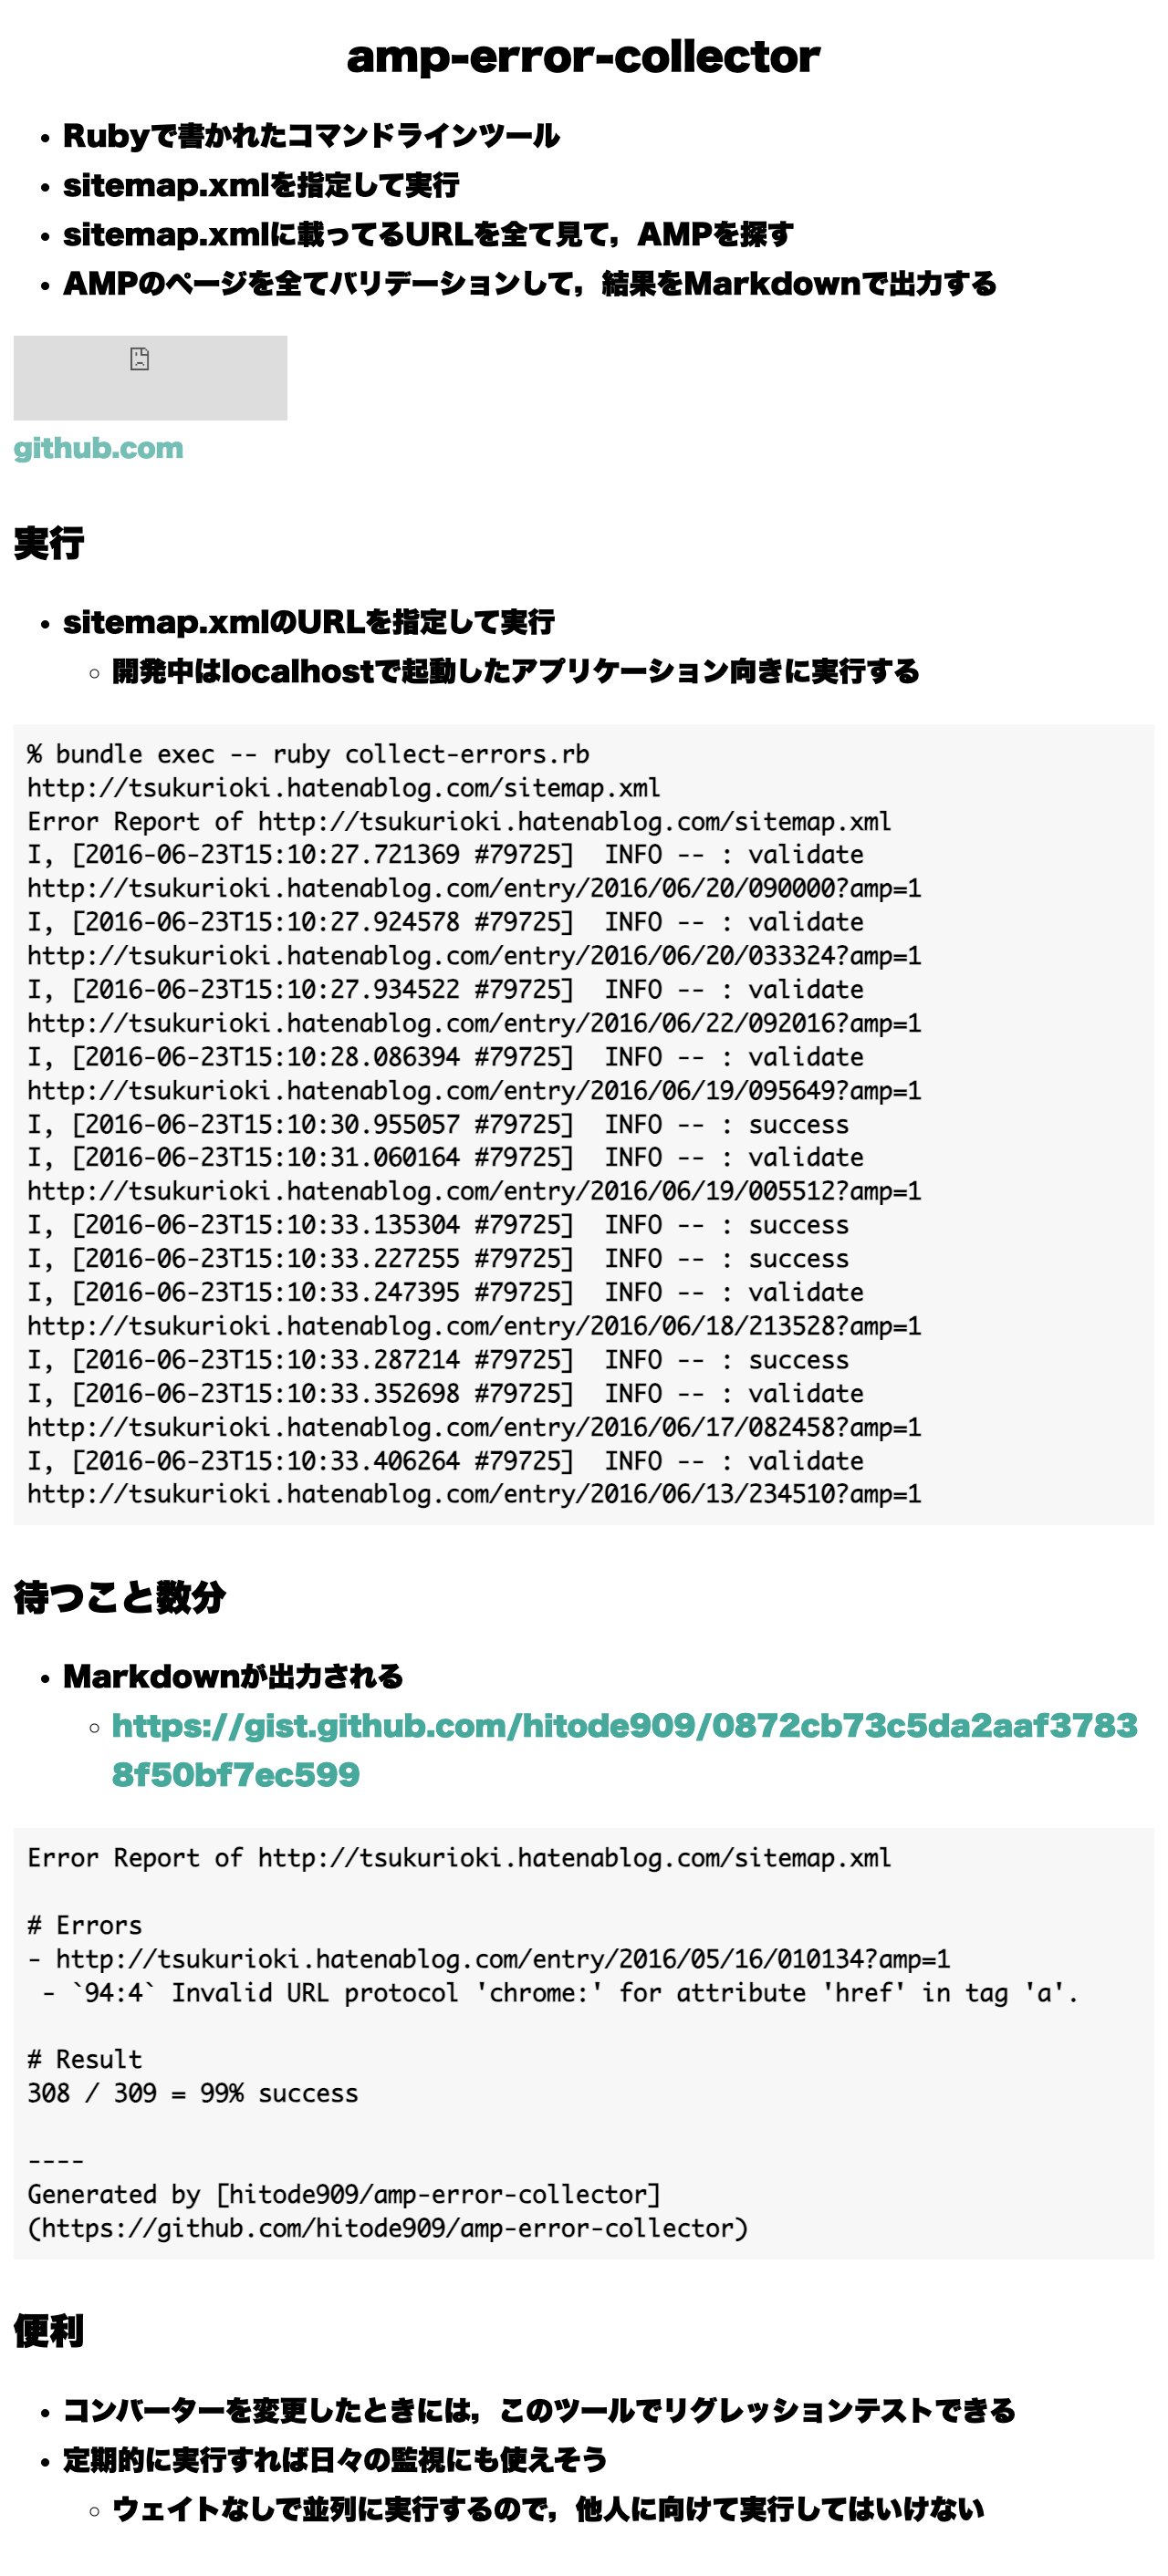 amp-error-collector
• Rubyで書かれたコマンドラインツール
• sitemap.xmlを指定して実行
• sitemap.xmlに載ってるURLを全て見て，AMPを探す
• AMPのページを全てバリデーションして，結果をMarkdownで出力する
github.com
実行
• sitemap.xmlのURLを指定して実行
◦ 開発中はlocalhostで起動したアプリケーション向きに実行する
% bundle exec -- ruby collect-errors.rb
http://tsukurioki.hatenablog.com/sitemap.xml
Error Report of http://tsukurioki.hatenablog.com/sitemap.xml
I, [2016-06-23T15:10:27.721369 #79725]  INFO -- : validate
http://tsukurioki.hatenablog.com/entry/2016/06/20/090000?amp=1
I, [2016-06-23T15:10:27.924578 #79725]  INFO -- : validate
http://tsukurioki.hatenablog.com/entry/2016/06/20/033324?amp=1
I, [2016-06-23T15:10:27.934522 #79725]  INFO -- : validate
http://tsukurioki.hatenablog.com/entry/2016/06/22/092016?amp=1
I, [2016-06-23T15:10:28.086394 #79725]  INFO -- : validate
http://tsukurioki.hatenablog.com/entry/2016/06/19/095649?amp=1
I, [2016-06-23T15:10:30.955057 #79725]  INFO -- : success
I, [2016-06-23T15:10:31.060164 #79725]  INFO -- : validate
http://tsukurioki.hatenablog.com/entry/2016/06/19/005512?amp=1
I, [2016-06-23T15:10:33.135304 #79725]  INFO -- : success
I, [2016-06-23T15:10:33.227255 #79725]  INFO -- : success
I, [2016-06-23T15:10:33.247395 #79725]  INFO -- : validate
http://tsukurioki.hatenablog.com/entry/2016/06/18/213528?amp=1
I, [2016-06-23T15:10:33.287214 #79725]  INFO -- : success
I, [2016-06-23T15:10:33.352698 #79725]  INFO -- : validate
http://tsukurioki.hatenablog.com/entry/2016/06/17/082458?amp=1
I, [2016-06-23T15:10:33.406264 #79725]  INFO -- : validate
http://tsukurioki.hatenablog.com/entry/2016/06/13/234510?amp=1
待つこと数分
• Markdownが出力される
◦ https://gist.github.com/hitode909/0872cb73c5da2aaf3783
8f50bf7ec599
Error Report of http://tsukurioki.hatenablog.com/sitemap.xml
# Errors
- http://tsukurioki.hatenablog.com/entry/2016/05/16/010134?amp=1
 - `94:4` Invalid URL protocol 'chrome:' for attribute 'href' in tag 'a'.
# Result
308 / 309 = 99% success
----
Generated by [hitode909/amp-error-collector]
(https://github.com/hitode909/amp-error-collector)
便利
• コンバーターを変更したときには，このツールでリグレッションテストできる
• 定期的に実行すれば日々の監視にも使えそう
◦ ウェイトなしで並列に実行するので，他人に向けて実行してはいけない